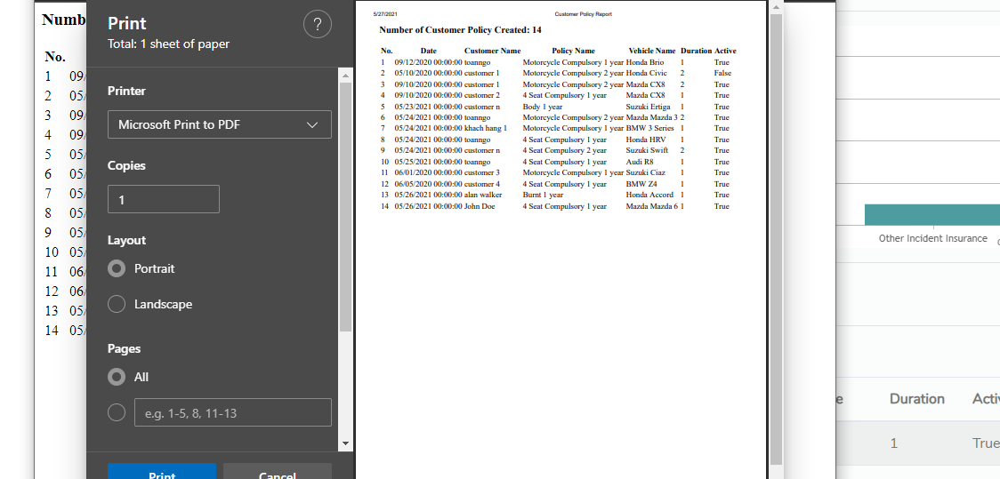 Numb
No.
1 09/
2 05/
3 09/
4 09/
5 05/
6 05/
7 05/
8 05/
9 05/
10 05/
11 06/
12 06/
13 05/
14 05/
Print
?
Total: 1 sheet of paper
Printer
Microsoft Print to PDF
Copies
1
Layout
Portrait
Landscape
Pages
All
e.g. 1-5, 8, 11-13
Print Cancel
5/27/2021 Customer Policy Report
Number of Customer Policy Created: 14
No. Date Customer Name Policy Name Vehicle Name Duration Active
1 09/12/2020 00:00:00 toanngo Motorcycle Compulsory 1 year Honda Brio 1 True
2 05/10/2020 00:00:00 customer 1 Motorcycle Compulsory 2 year Honda Civic 2 False
3 09/10/2020 00:00:00 customer 1 Motorcycle Compulsory 2 year Mazda CX8 2 True
4 09/10/2020 00:00:00 customer 2 4 Seat Compulsory 1 year Mazda CX8 1 True
5 05/23/2021 00:00:00 customer n Body 1 year Suzuki Ertiga 1 True
6 05/24/2021 00:00:00 toanngo Motorcycle Compulsory 2 year Mazda Mazda 3 2 True
7 05/24/2021 00:00:00 khach hang 1 Motorcycle Compulsory 1 year BMW 3 Series 1 True
8 05/24/2021 00:00:00 toanngo 4 Seat Compulsory 1 year Honda HRV 1 True
9 05/24/2021 00:00:00 customer n 4 Seat Compulsory 2 year Suzuki Swift 2 True
10 05/25/2021 00:00:00 toanngo 4 Seat Compulsory 1 year Audi R8 1 True
11 06/01/2020 00:00:00 customer 3 Motorcycle Compulsory 1 year Suzuki Ciaz 1 True
12 06/05/2020 00:00:00 customer 4 4 Seat Compulsory 1 year BMW Z4 1 True
13 05/26/2021 00:00:00 alan walker Burnt 1 year Honda Accord 1 True
14 05/26/2021 00:00:00 John Doe 4 Seat Compulsory 1 year Mazda Mazda 6 1 True
Other Incident Insurance
e Duration Activ
1 True